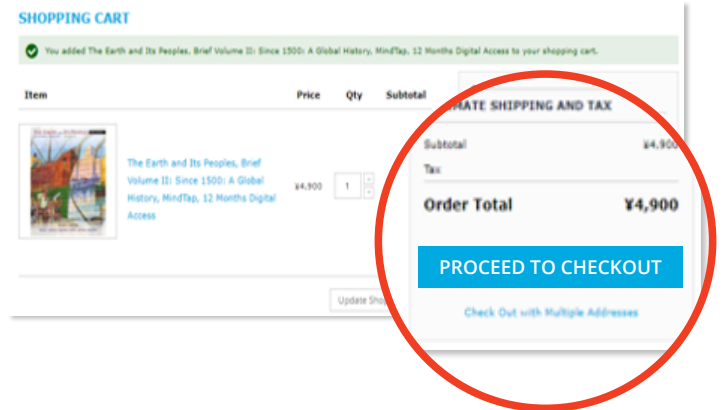 SHOPPING CART
You added The Earth and Its Peoples, Brief Volume II: Since 1500: A Global History, MindTap, 12 Months Digital Access to your shopping cart.
Item Price Qty Subtotal
The Earth and Its Peoples, Brief
Volume II: Since 1500: A Global
History, MindTap, 12 Months Digital
Access
¥4,900 1
Update Shop
MATE SHIPPING AND TAX
Subtotal ¥4,900
Tax
Order Total ¥4,900
PROCEED TO CHECKOUT
Check Out with Multiple Addresses